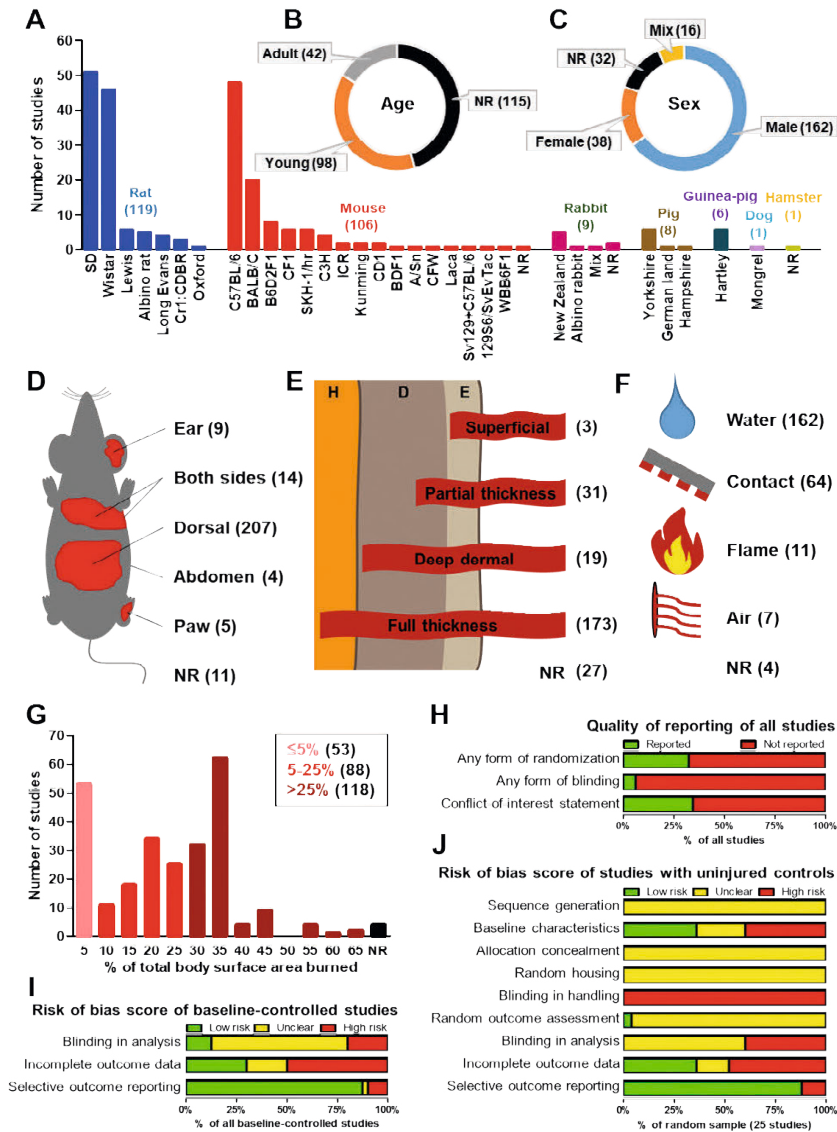 A
B
C
Number of studies
60
50
40
30
20
10
0
Rat
(119)
Mouse
(106)
Rabbit
(9)
Pig
(8)
Guinea-pig
(6)
Dog
(1)
Hamster
(1)
SD
Wistar
Lewis
Albino rat
Long Evans
Cr1:CDBR
Oxford
C57BL/6
BALB/C
B6D2F1
CF1
SKH-1/hr
C3H
ICR
Kunming
CD1
BDF1
A/Sn
CFW
Laca
Sv129+C57BL/6
129S6/SvEvTac
WBB6F1
NR
New Zealand
Albino rabbit
Mix
NR
Yorkshire
German land
Hampshire
Hartley
Mongrel
NR
Adult (42)
Age
NR (115)
Young (98)
Mix (16)
NR (32)
Sex
Female (38)
Male (162)
D
Ear (9)
Both sides (14)
Dorsal (207)
Abdomen (4)
Paw (5)
NR (11)
E
H
D
E
Superficial
(3)
Partial thickness
(31)
Deep dermal
(19)
Full thickness
(173)
NR (27)
F
Water (162)
Contact (64)
Flame (11)
Air (7)
NR (4)
G
Number of studies
70
60
50
40
30
20
10
0
≤5% (53)
5-25% (88)
>25% (118)
5 10 15 20 25 30 35 40 45 50 55 60 65 NR
% of total body surface area burned
H
Quality of reporting of all studies
Reported Not reported
Any form of randomization
Any form of blinding
Conflict of interest statement
0% 25% 50% 75% 100%
% of all studies
I
Risk of bias score of baseline-controlled studies
Low risk Unclear High risk
Blinding in analysis
Incomplete outcome data
Selective outcome reporting
0% 25% 50% 75% 100%
% of all baseline-controlled studies
J
Risk of bias score of studies with uninjured controls
Low risk Unclear High risk
Sequence generation
Baseline characteristics
Allocation concealment
Random housing
Blinding in handling
Random outcome assessment
Blinding in analysis
Incomplete outcome data
Selective outcome reporting
0% 25% 50% 75% 100%
% of random sample (25 studies)